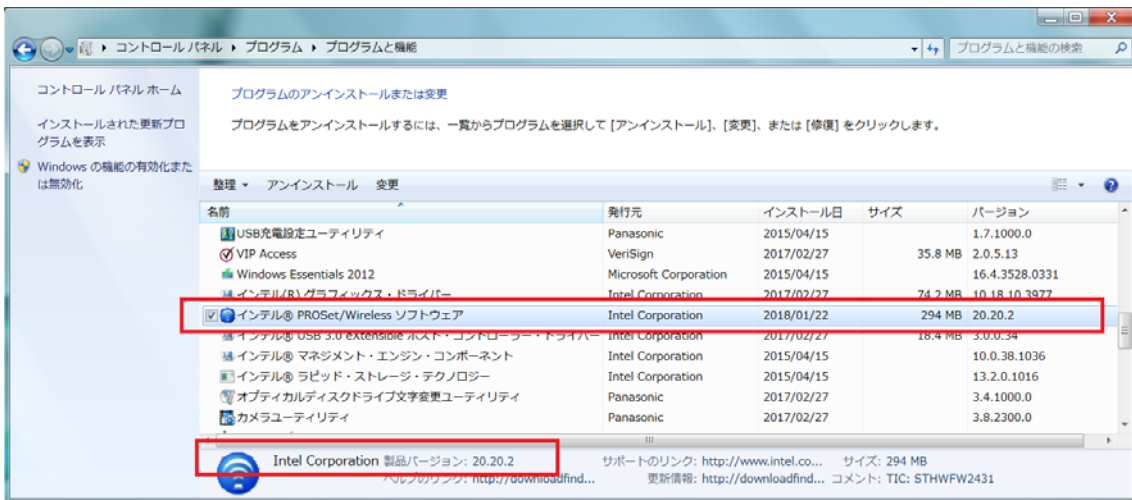 コントロール パネル ▸ プログラム ▸ プログラムと機能
プログラムと機能の検索
コントロール パネル ホーム
インストールされた更新プロ
グラムを表示
Windows の機能の有効化また
は無効化
プログラムのアンインストールまたは変更
プログラムをアンインストールするには、一覧からプログラムを選択して [アンインストール]、[変更]、または [修復] をクリックします。
整理 アンインストール 変更
名前 発行元 インストール日 サイズ バージョン
USB充電設定ユーティリティ Panasonic 2015/04/15 1.7.1000.0
VIP Access VeriSign 2017/02/27 35.8 MB 2.0.5.13
Windows Essentials 2012 Microsoft Corporation 2015/04/15 16.4.3528.0331
インテル(R) グラフィックス・ドライバー Intel Corporation 2017/02/27 74.2 MB 10.18.10.3977
インテル® PROSet/Wireless ソフトウェア Intel Corporation 2018/01/22 294 MB 20.20.2
インテル® USB 3.0 eXtensible ホスト・コントローラー・ドライバー Intel Corporation 2017/02/27 18.4 MB 3.0.0.34
インテル® マネジメント・エンジン・コンポーネント Intel Corporation 2015/04/15 10.0.38.1036
インテル® ラピッド・ストレージ・テクノロジー Intel Corporation 2015/04/15 13.2.0.1016
オプティカルディスクドライブ文字変更ユーティリティ Panasonic 2017/02/27 3.4.1000.0
カメラユーティリティ Panasonic 2017/02/27 3.8.2300.0
Intel Corporation 製品バージョン: 20.20.2 サポートのリンク: http://www.intel.co... サイズ: 294 MB
ヘルプのリンク: http://downloadfind... 更新情報: http://downloadfind... コメント: TIC: STHWFW2431